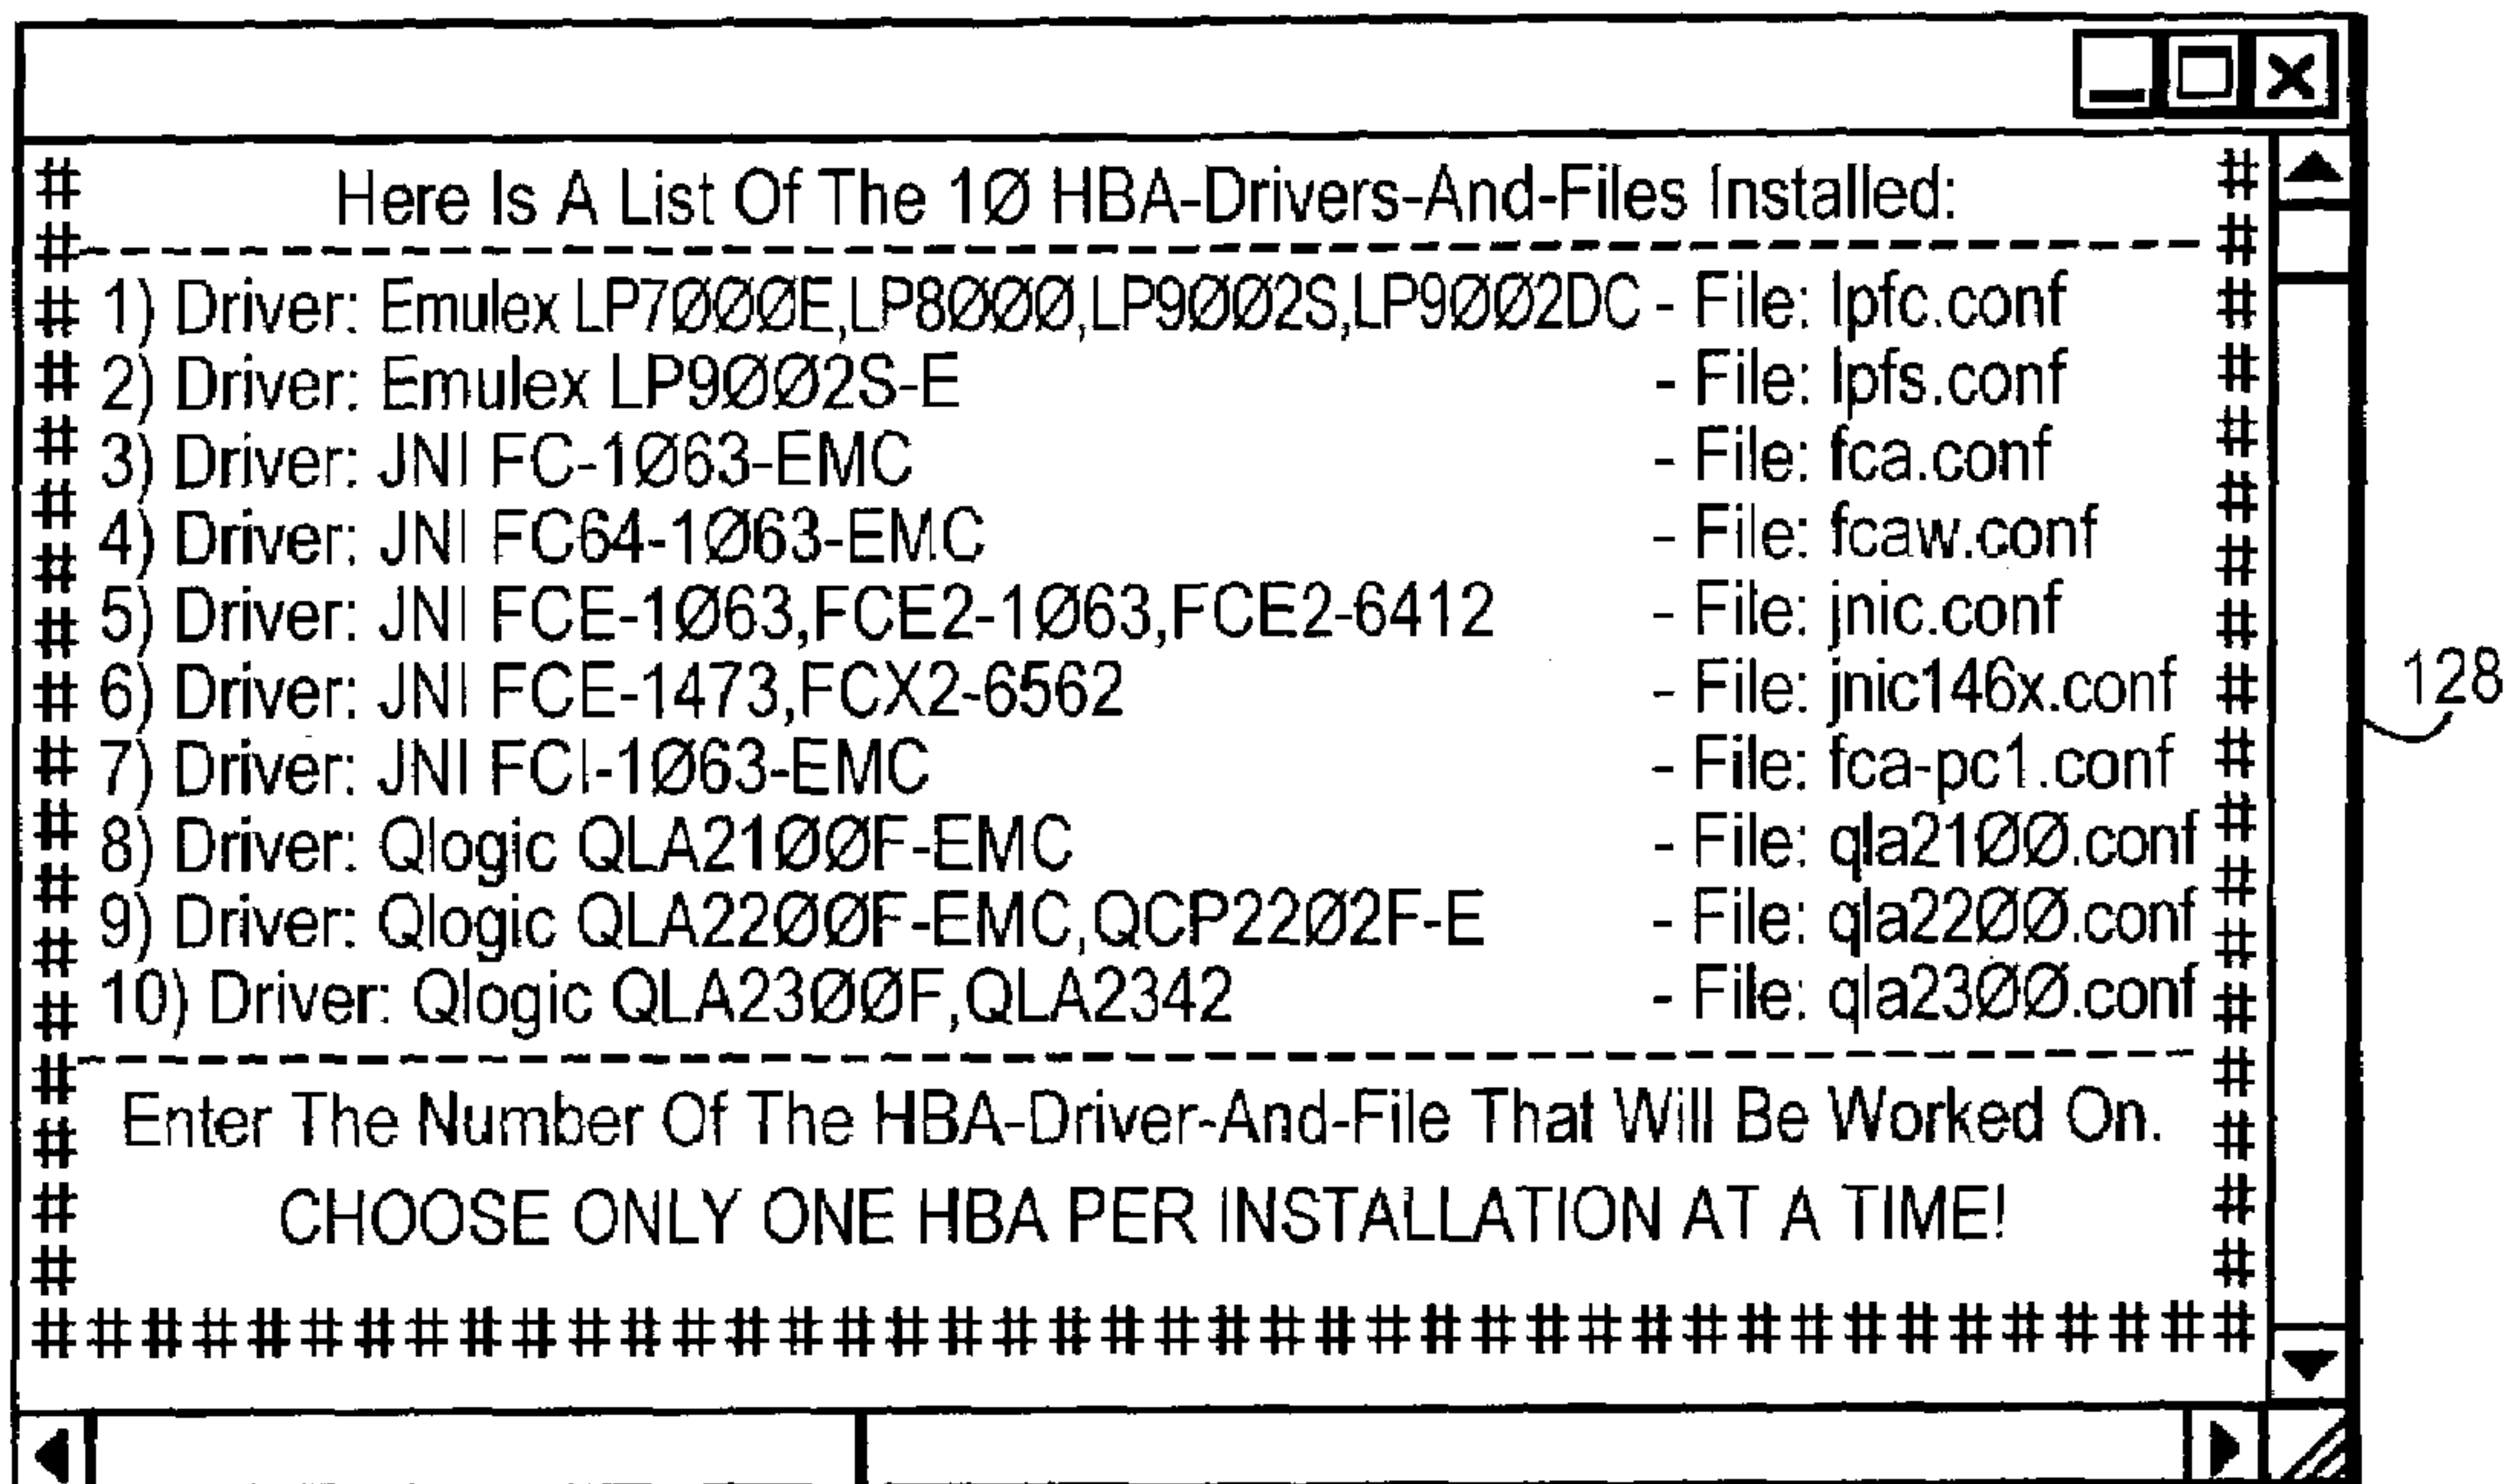 # Here Is A List Of The 1Ø HBA-Drivers-And-Files Installed: #
#---------------------------------------------#
# 1) Driver: Emulex LP7ØØØE,LP8ØØØ,LP9ØØ2S,LP9ØØ2DC - File: lpfc.conf #
# 2) Driver: Emulex LP9ØØ2S-E - File: lpfs.conf #
# 3) Driver: JNI FC-1Ø63-EMC - File: fca.conf #
# 4) Driver: JNI FC64-1Ø63-EMC - File: fcaw.conf #
# 5) Driver: JNI FCE-1Ø63,FCE2-1Ø63,FCE2-6412 - File: jnic.conf #
# 6) Driver: JNI FCE-1473,FCX2-6562 - File: jnic146x.conf #
128
# 7) Driver: JNI FCI-1Ø63-EMC - File: fca-pc1.conf #
# 8) Driver: Qlogic QLA21ØØF-EMC - File: qla21ØØ.conf #
# 9) Driver: Qlogic QLA22ØØF-EMC,QCP22Ø2F-E - File: qla22ØØ.conf #
# 10) Driver: Qlogic QLA23ØØF,QLA2342 - File: qla23ØØ.conf #
#---------------------------------------------#
# Enter The Number Of The HBA-Driver-And-File That Will Be Worked On. #
# CHOOSE ONLY ONE HBA PER INSTALLATION AT A TIME! #
# #
##########################################